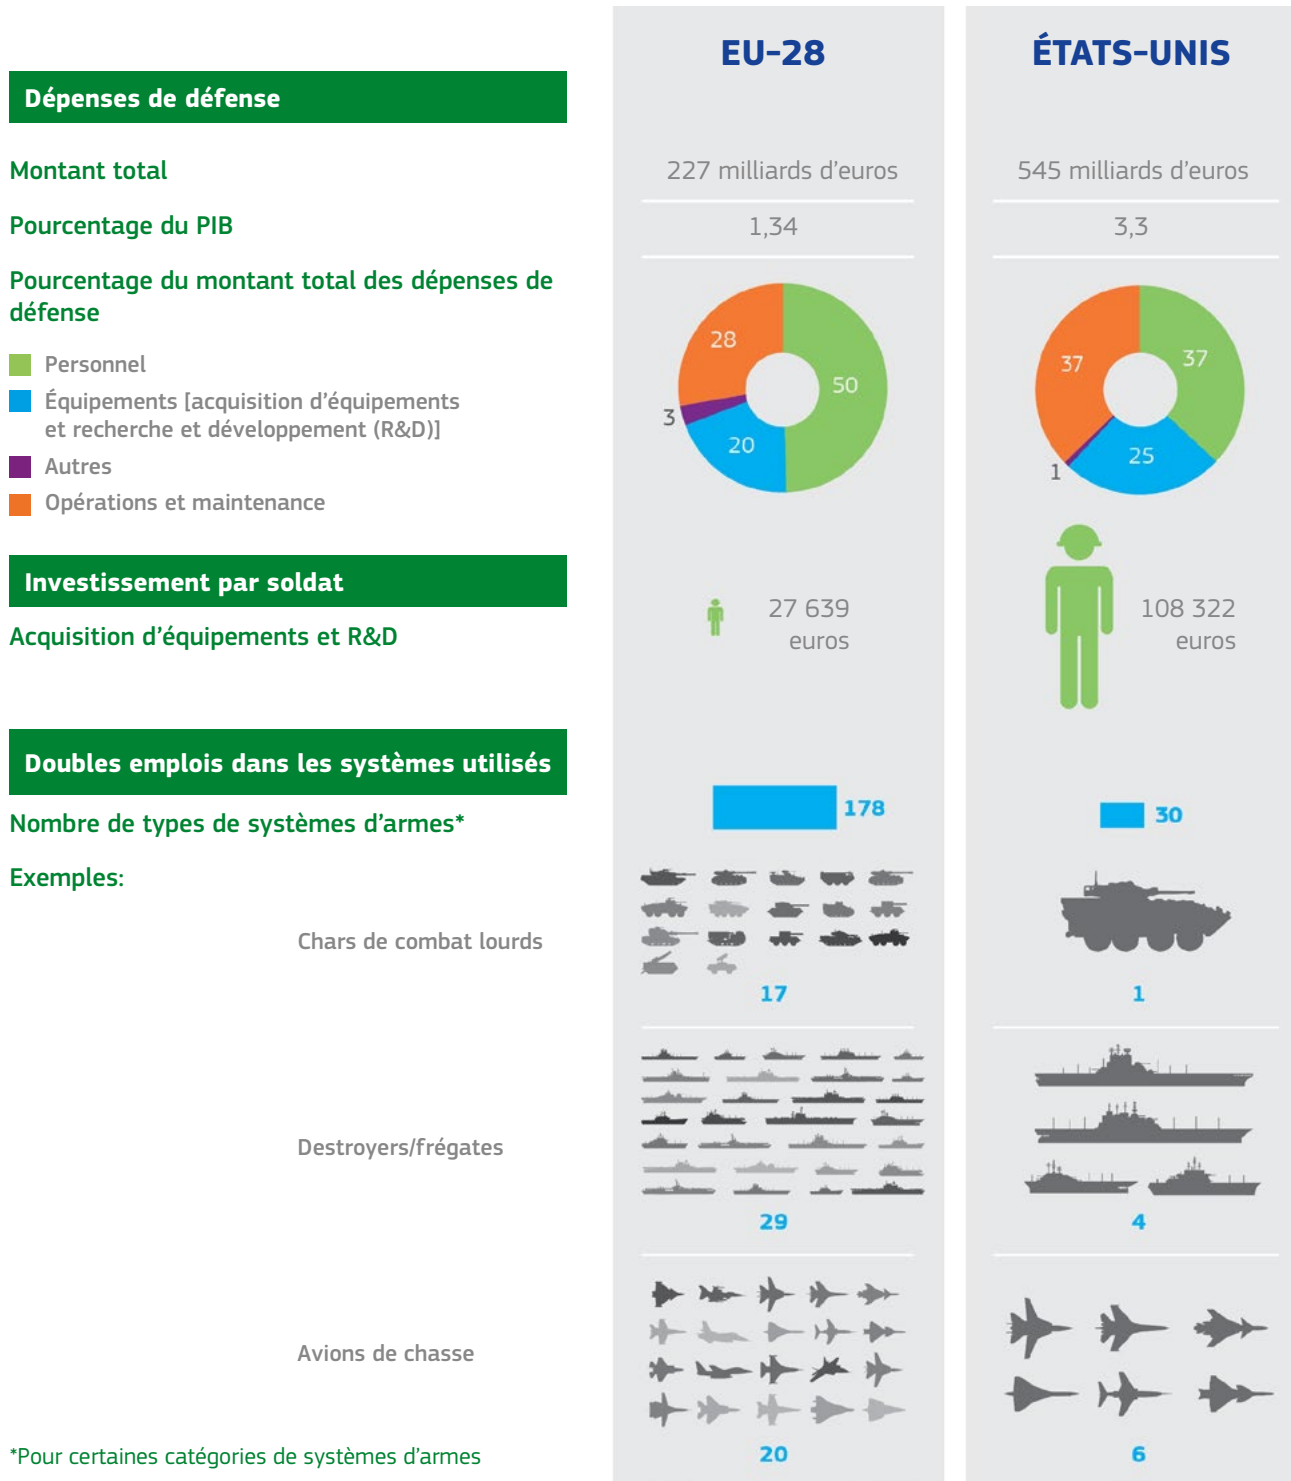 EU-28
ÉTATS-UNIS
Dépenses de défense
Montant total
227 milliards d'euros
545 milliards d'euros
Pourcentage du PIB
1,34
3,3
Pourcentage du montant total des dépenses de
défense
Personnel
Équipements [acquisition d'équipements
et recherche et développement (R&D)]
Autres
Opérations et maintenance
28
50
3
20
37
37
1
25
Investissement par soldat
Acquisition d'équipements et R&D
27 639
euros
108 322
euros
Doubles emplois dans les systèmes utilisés
Nombre de types de systèmes d'armes*
178
30
Exemples:
Chars de combat lourds
17
1
Destroyers/frégates
29
4
Avions de chasse
20
6
*Pour certaines catégories de systèmes d'armes